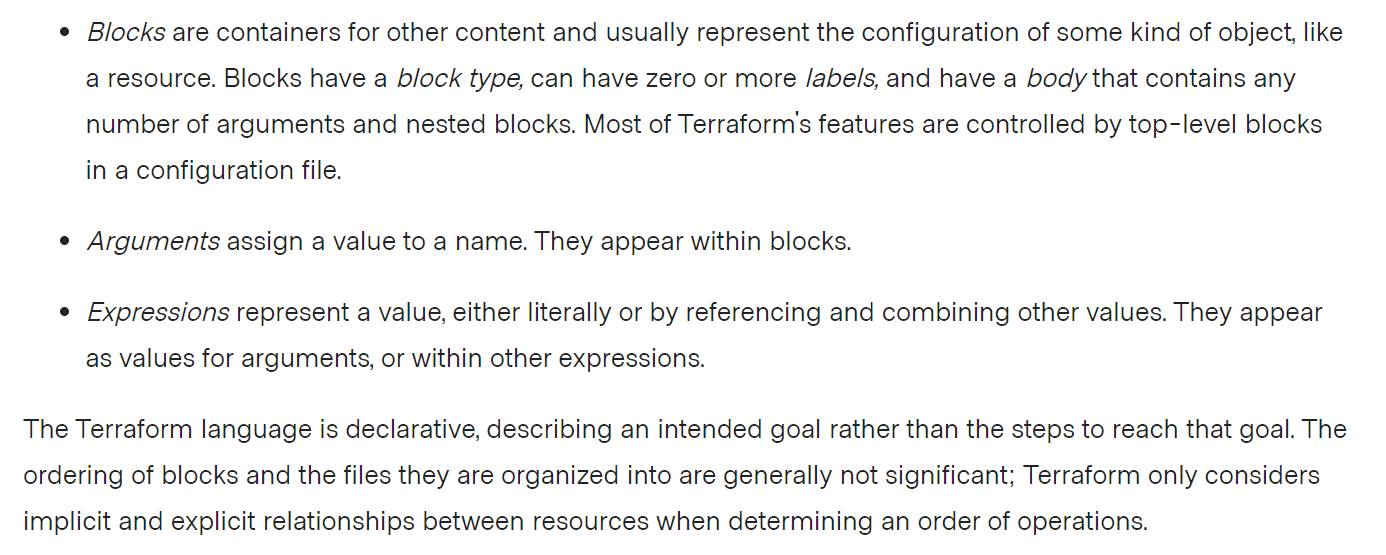 • Blocks are containers for other content and usually represent the configuration of some kind of object, like
a resource. Blocks have a block type, can have zero or more labels, and have a body that contains any
number of arguments and nested blocks. Most of Terraform's features are controlled by top-level blocks
in a configuration file.
• Arguments assign a value to a name. They appear within blocks.
• Expressions represent a value, either literally or by referencing and combining other values. They appear
as values for arguments, or within other expressions.
The Terraform language is declarative, describing an intended goal rather than the steps to reach that goal. The
ordering of blocks and the files they are organized into are generally not significant; Terraform only considers
implicit and explicit relationships between resources when determining an order of operations.